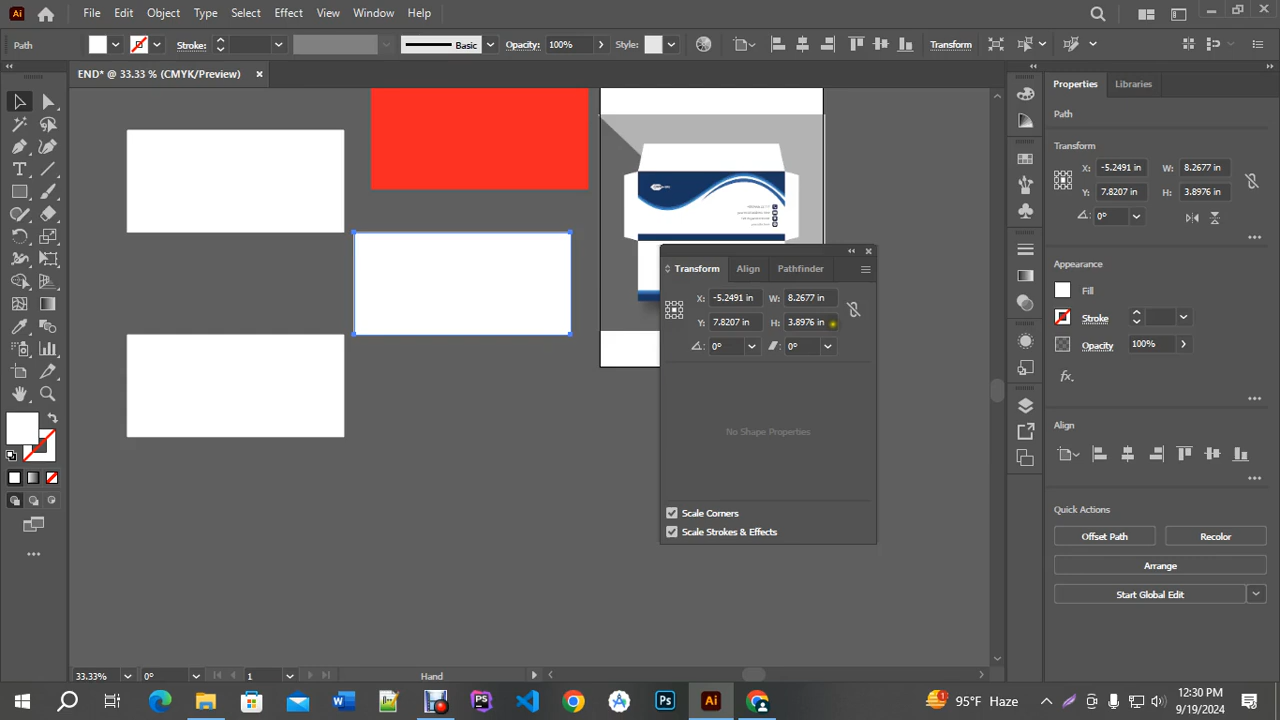 Ai File Edit Object Type Select Effect View Window Help
Path Stroke: Basic Opacity: 100% Style: Transform
END* @ 33.33 % (CMYK/Preview)
Properties Libraries
Path
Transform
X: -5.2491 in W: 8.2677 in
Y: 7.8207 in H: 3.8976 in
0°
Appearance
Fill
Stroke
Opacity 100%
fx.
Align
Quick Actions
Offset Path Recolor
Arrange
Start Global Edit
Transform Align Pathfinder
X: -5.2491 in W: 8.2677 in
Y: 7.8207 in H: 3.8976 in
0° 0°
No Shape Properties
Scale Corners
Scale Strokes & Effects
33.33% 0° 1 Hand
Ps Ai 1 95°F Haze 12:30 PM
9/19/2024